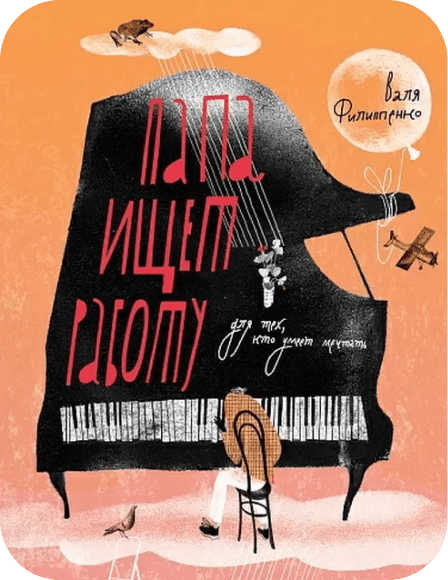 Валя
Филиппенко
ПАПА
ИЩЕТ
РАБОТУ
для тех,
кто умеет мечтать